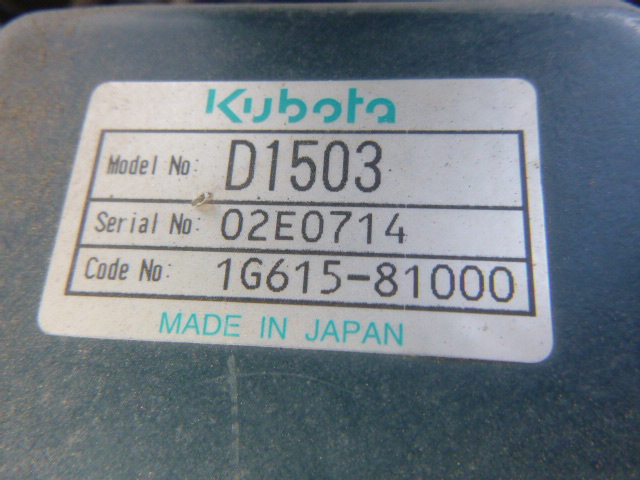 Kubota
Model No: D1503
Serial No: 02E0714
Code No: 1G615-81000
MADE IN JAPAN